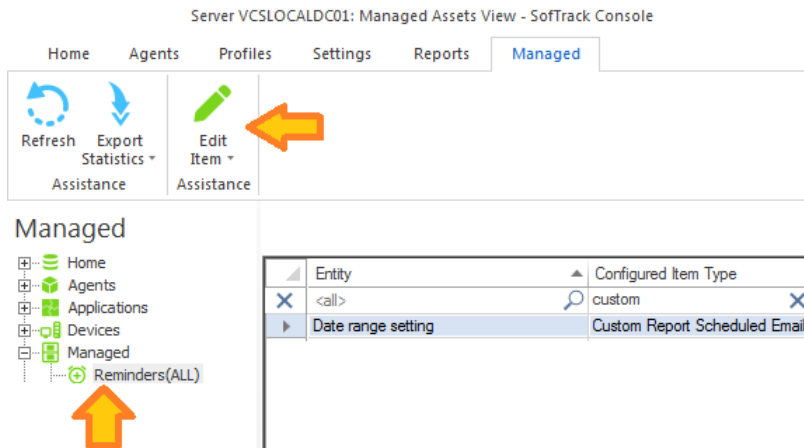 Server VCSLOCALDC01: Managed Assets View - SofTrack Console
Home Agents Profiles Settings Reports Managed
Refresh Export Statistics Edit Item
Assistance Assistance
Managed
Home
Agents
Applications
Devices
Managed
Reminders(ALL)
Entity Configured Item Type
<all> custom
Date range setting Custom Report Scheduled Email